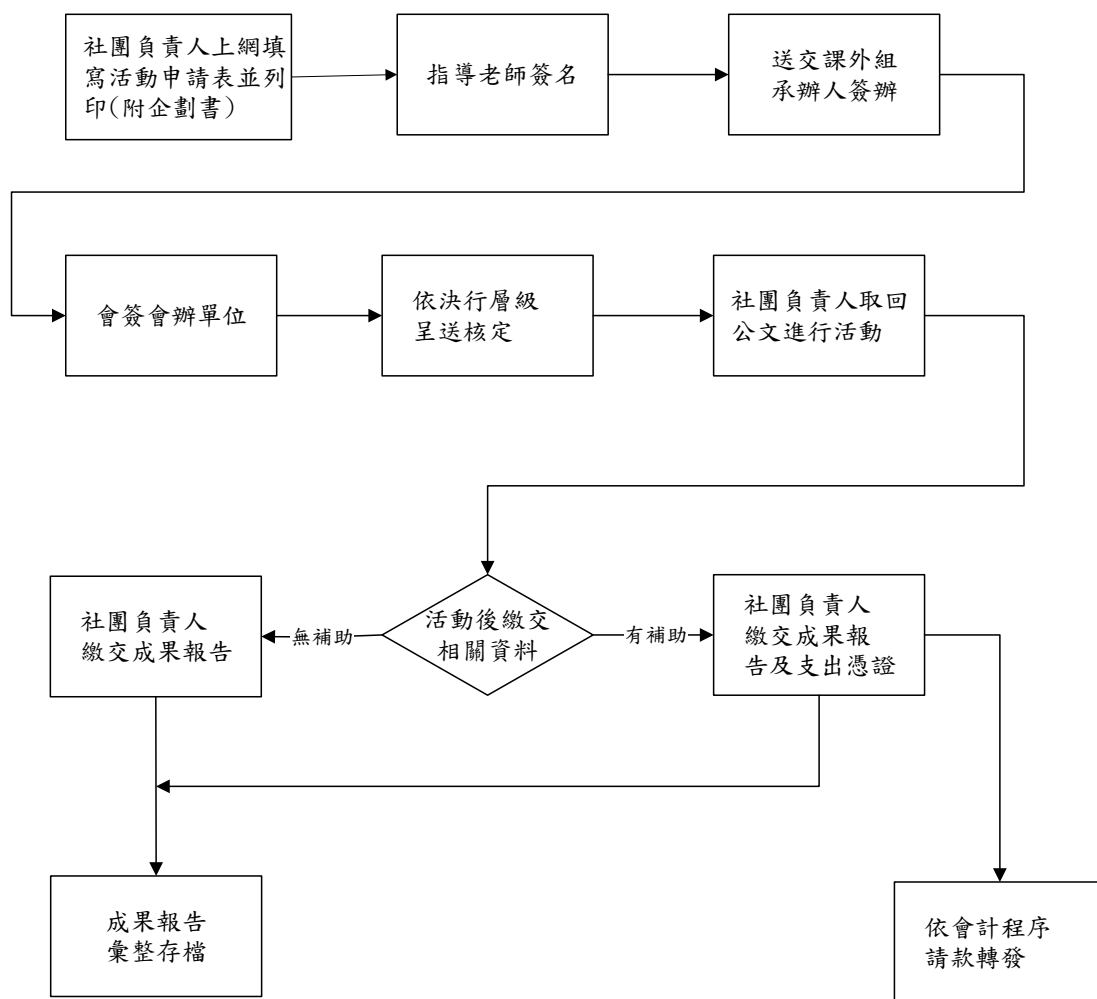 社團負責人上網填
寫活動申請表並列
印(附企劃書)
指導老師簽名
送交課外組
承辦人簽辦
會簽會辦單位
依決行層級
呈送核定
社團負責人取回
公文進行活動
社團負責人
繳交成果報告
無補助
活動後繳交
相關資料
有補助
社團負責人
繳交成果報
告及支出憑證
成果報告
彙整存檔
依會計程序
請款轉發